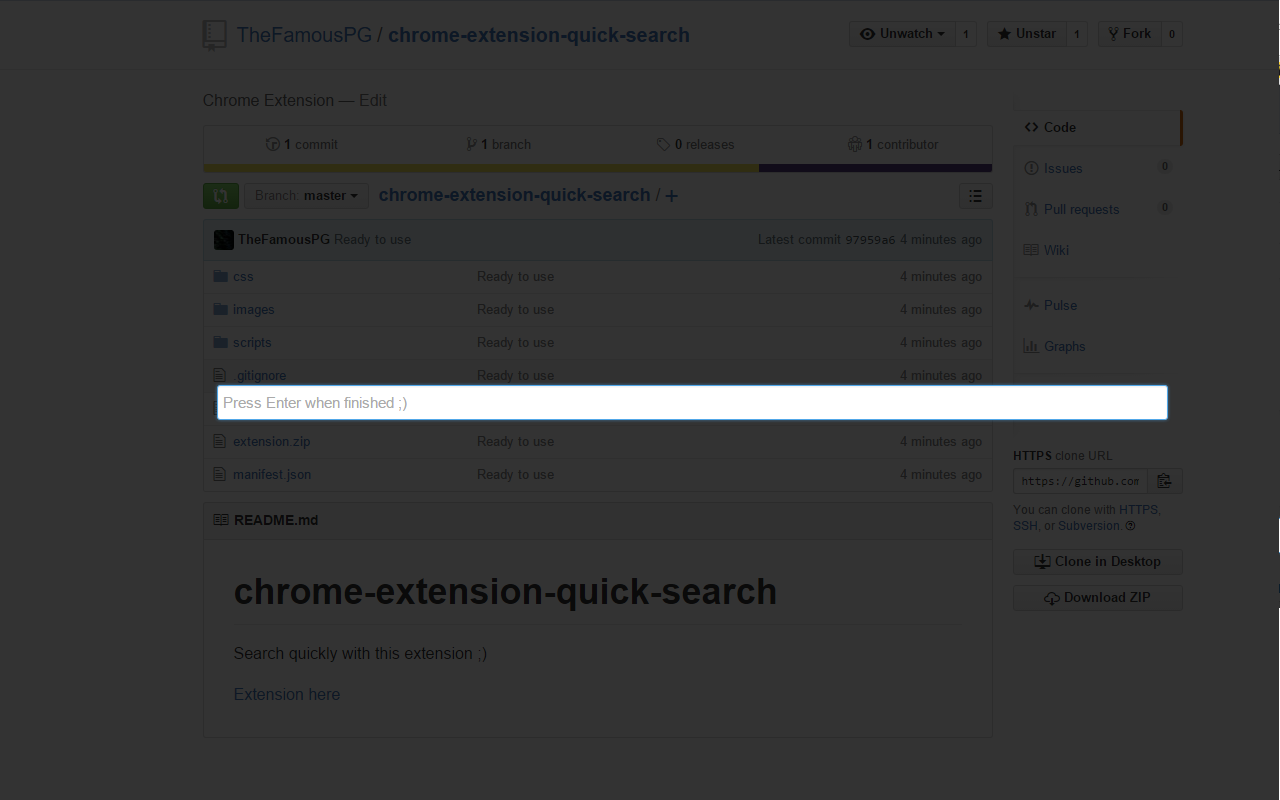 TheFamousPG / chrome-extension-quick-search
Unwatch 1 Unstar 1 Fork 0
Chrome Extension — Edit
1 commit 1 branch 0 releases 1 contributor
Branch: master chrome-extension-quick-search / +
TheFamousPG Ready to use Latest commit 97959a6 4 minutes ago
css Ready to use 4 minutes ago
images Ready to use 4 minutes ago
scripts Ready to use 4 minutes ago
.gitignore Ready to use 4 minutes ago
Press Enter when finished ;)
extension.zip Ready to use 4 minutes ago
manifest.json Ready to use 4 minutes ago
README.md
chrome-extension-quick-search
Search quickly with this extension ;)
Extension here
Code
Issues 0
Pull requests 0
Wiki
Pulse
Graphs
HTTPS clone URL
https://github.com
You can clone with HTTPS,
SSH, or Subversion.
Clone in Desktop
Download ZIP